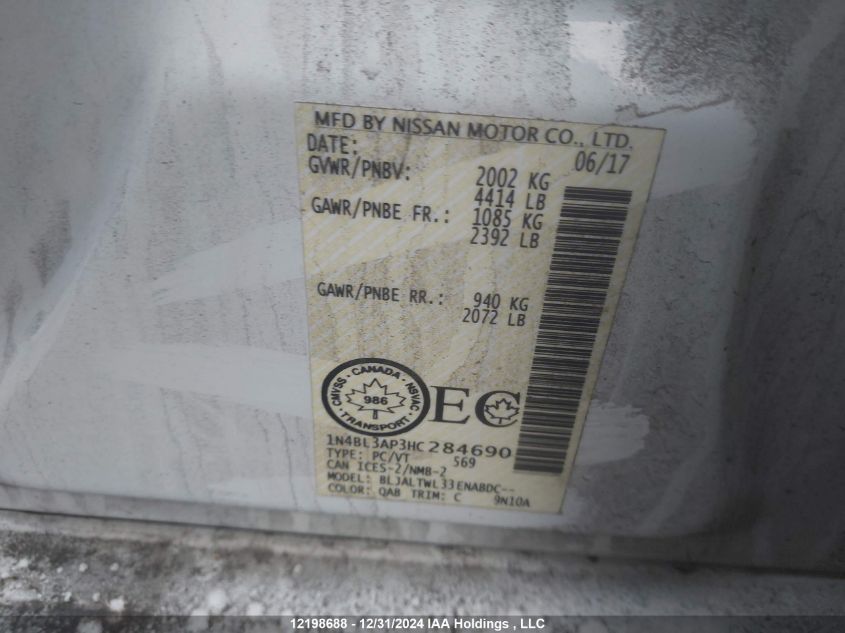 MFD BY NISSAN MOTOR CO., LTD.
DATE: 06/17
GVWR/PNBV: 2002 KG
4414 LB
GAWR/PNBE FR.: 1085 KG
2392 LB
GAWR/PNBE RR.: 940 KG
2072 LB
CMVSS · CANADA · NSVAC · TRANSPORT ·
986
EC
1N4BL3AP3HC284690
TYPE: PC/VT 569
CAN ICES-2/NMB-2
MODEL: BLJALTWL33ENABDC--
COLOR: QAB TRIM: C 9N10A
12198688 - 12/31/2024 IAA Holdings , LLC